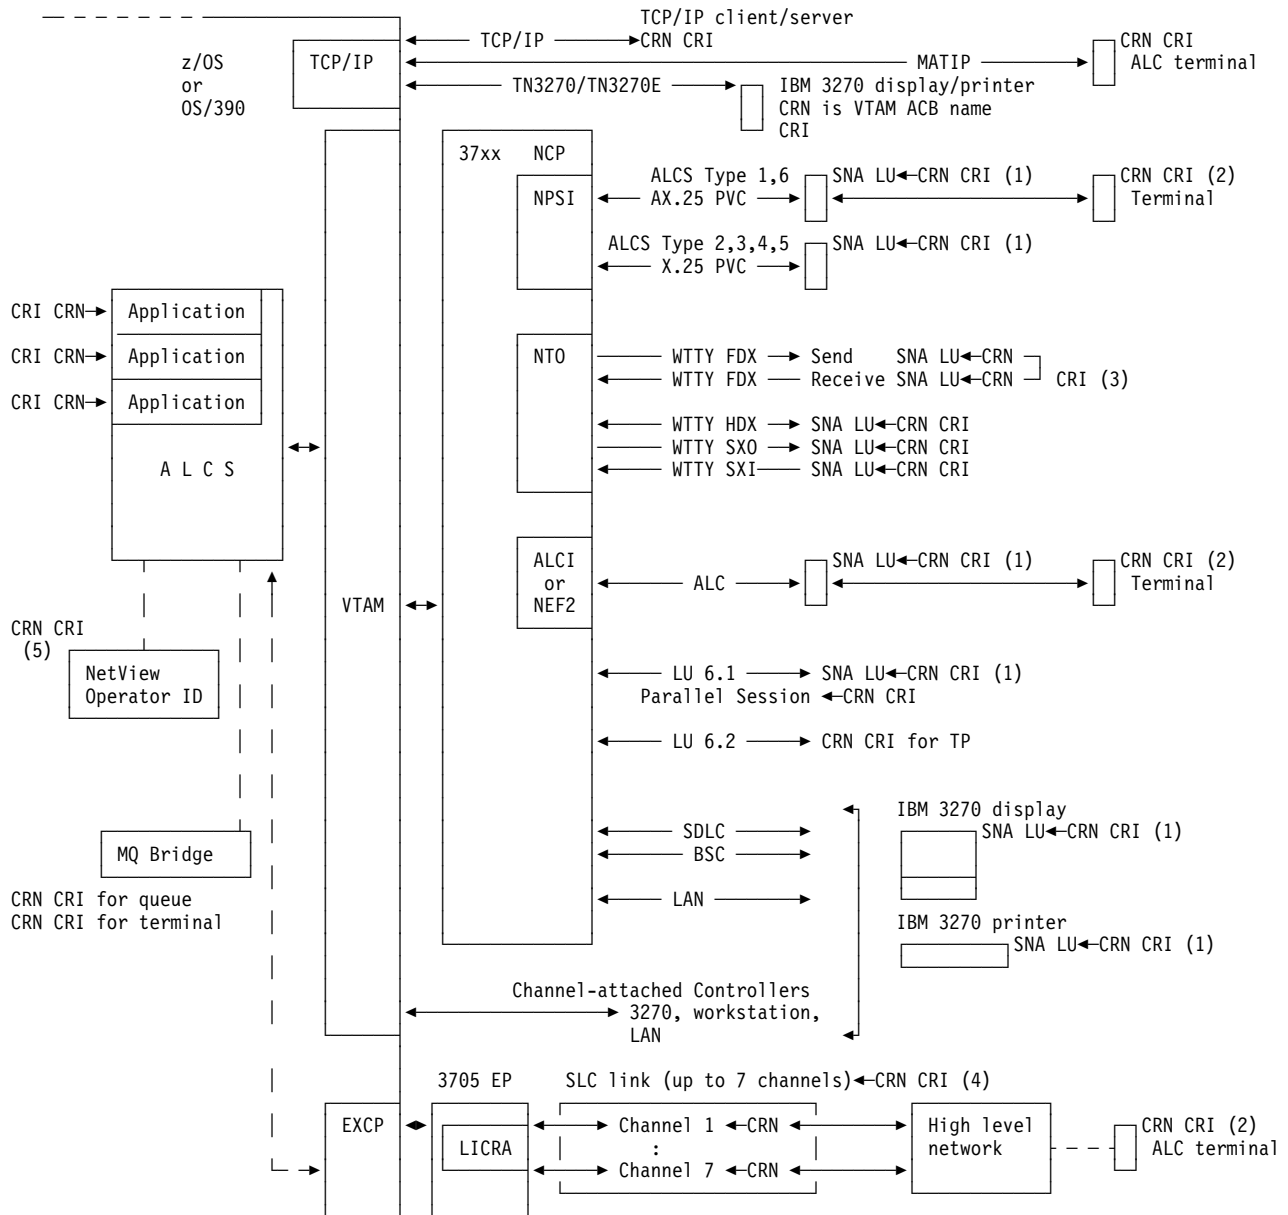 TCP/IP client/server
TCP/IP
CRN CRI
CRN CRI
z/OS
or
OS/390
TCP/IP
MATIP
ALC terminal
TN3270/TN3270E
IBM 3270 display/printer
CRN is VTAM ACB name
CRI
37xx NCP
NPSI
ALCS Type 1,6
AX.25 PVC
SNA LU CRN CRI (1)
CRN CRI (2)
Terminal
ALCS Type 2,3,4,5
X.25 PVC
SNA LU CRN CRI (1)
CRI CRN Application
CRI CRN Application
CRI CRN Application
A L C S
NTO
WTTY FDX Send SNA LU CRN
WTTY FDX Receive SNA LU CRN
CRI (3)
WTTY HDX SNA LU CRN CRI
WTTY SXO SNA LU CRN CRI
WTTY SXI SNA LU CRN CRI
ALCI
or
NEF2
ALC
SNA LU CRN CRI (1)
CRN CRI (2)
Terminal
VTAM
CRN CRI
(5)
NetView
Operator ID
LU 6.1 SNA LU CRN CRI (1)
Parallel Session CRN CRI
LU 6.2 CRN CRI for TP
MQ Bridge
CRN CRI for queue
CRN CRI for terminal
SDLC
BSC
LAN
IBM 3270 display
SNA LU CRN CRI (1)
IBM 3270 printer
SNA LU CRN CRI (1)
Channel-attached Controllers
3270, workstation,
LAN
3705 EP
SLC link (up to 7 channels) CRN CRI (4)
EXCP
LICRA
Channel 1 CRN
:
Channel 7 CRN
High level
network
CRN CRI (2)
ALC terminal